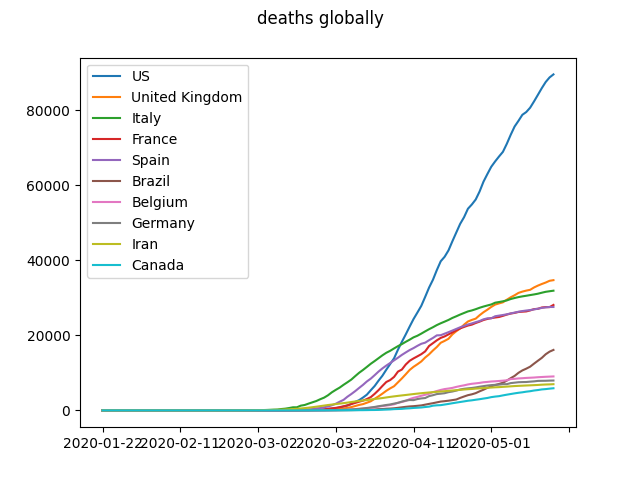 deaths globally
US
United Kingdom
Italy
France
Spain
Brazil
Belgium
Germany
Iran
Canada
80000
60000
40000
20000
0
2020-01-22 2020-02-11 2020-03-02 2020-03-22 2020-04-11 2020-05-01